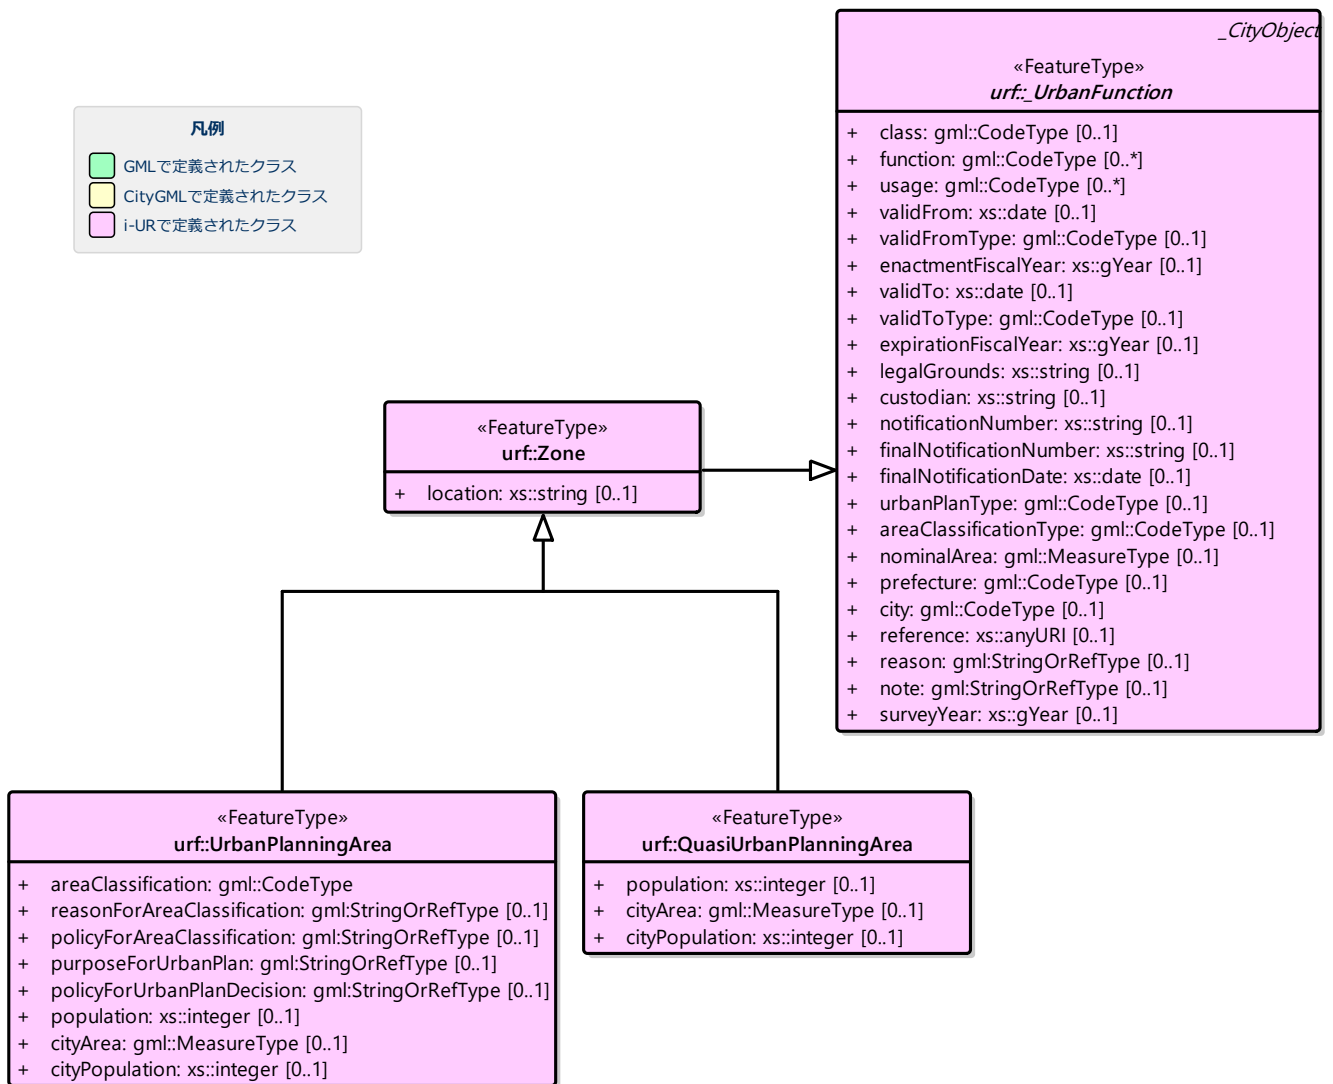 _CityObject
«FeatureType»
urf::_UrbanFunction
+ class: gml::CodeType [0..1]
+ function: gml::CodeType [0..*]
+ usage: gml::CodeType [0..*]
+ validFrom: xs::date [0..1]
+ validFromType: gml::CodeType [0..1]
+ enactmentFiscalYear: xs::gYear [0..1]
+ validTo: xs::date [0..1]
+ validToType: gml::CodeType [0..1]
+ expirationFiscalYear: xs::gYear [0..1]
+ legalGrounds: xs::string [0..1]
+ custodian: xs::string [0..1]
+ notificationNumber: xs::string [0..1]
+ finalNotificationNumber: xs::string [0..1]
+ finalNotificationDate: xs::date [0..1]
+ urbanPlanType: gml::CodeType [0..1]
+ areaClassificationType: gml::CodeType [0..1]
+ nominalArea: gml::MeasureType [0..1]
+ prefecture: gml::CodeType [0..1]
+ city: gml::CodeType [0..1]
+ reference: xs::anyURI [0..1]
+ reason: gml:StringOrRefType [0..1]
+ note: gml:StringOrRefType [0..1]
+ surveyYear: xs::gYear [0..1]
凡例
GMLで定義されたクラス
CityGMLで定義されたクラス
i-URで定義されたクラス
«FeatureType»
urf::Zone
+ location: xs::string [0..1]
«FeatureType»
urf::UrbanPlanningArea
+ areaClassification: gml::CodeType
+ reasonForAreaClassification: gml:StringOrRefType [0..1]
+ policyForAreaClassification: gml:StringOrRefType [0..1]
+ purposeForUrbanPlan: gml:StringOrRefType [0..1]
+ policyForUrbanPlanDecision: gml:StringOrRefType [0..1]
+ population: xs::integer [0..1]
+ cityArea: gml::MeasureType [0..1]
+ cityPopulation: xs::integer [0..1]
«FeatureType»
urf::QuasiUrbanPlanningArea
+ population: xs::integer [0..1]
+ cityArea: gml::MeasureType [0..1]
+ cityPopulation: xs::integer [0..1]